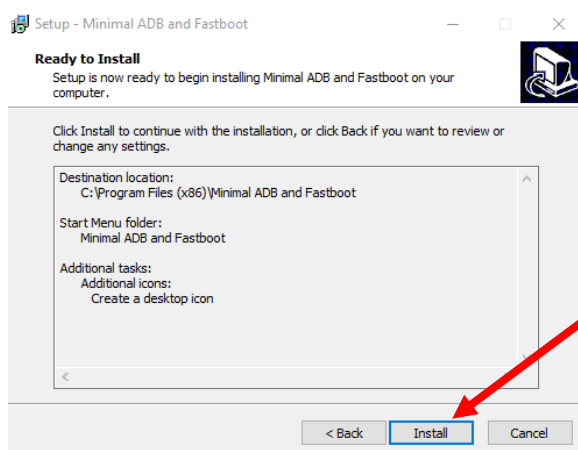 Setup - Minimal ADB and Fastboot
Ready to Install
Setup is now ready to begin installing Minimal ADB and Fastboot on your
computer.
Click Install to continue with the installation, or click Back if you want to review or
change any settings.
Destination location:
C:\Program Files (x86)\Minimal ADB and Fastboot
Start Menu folder:
Minimal ADB and Fastboot
Additional tasks:
Additional icons:
Create a desktop icon
< Back
Install
Cancel